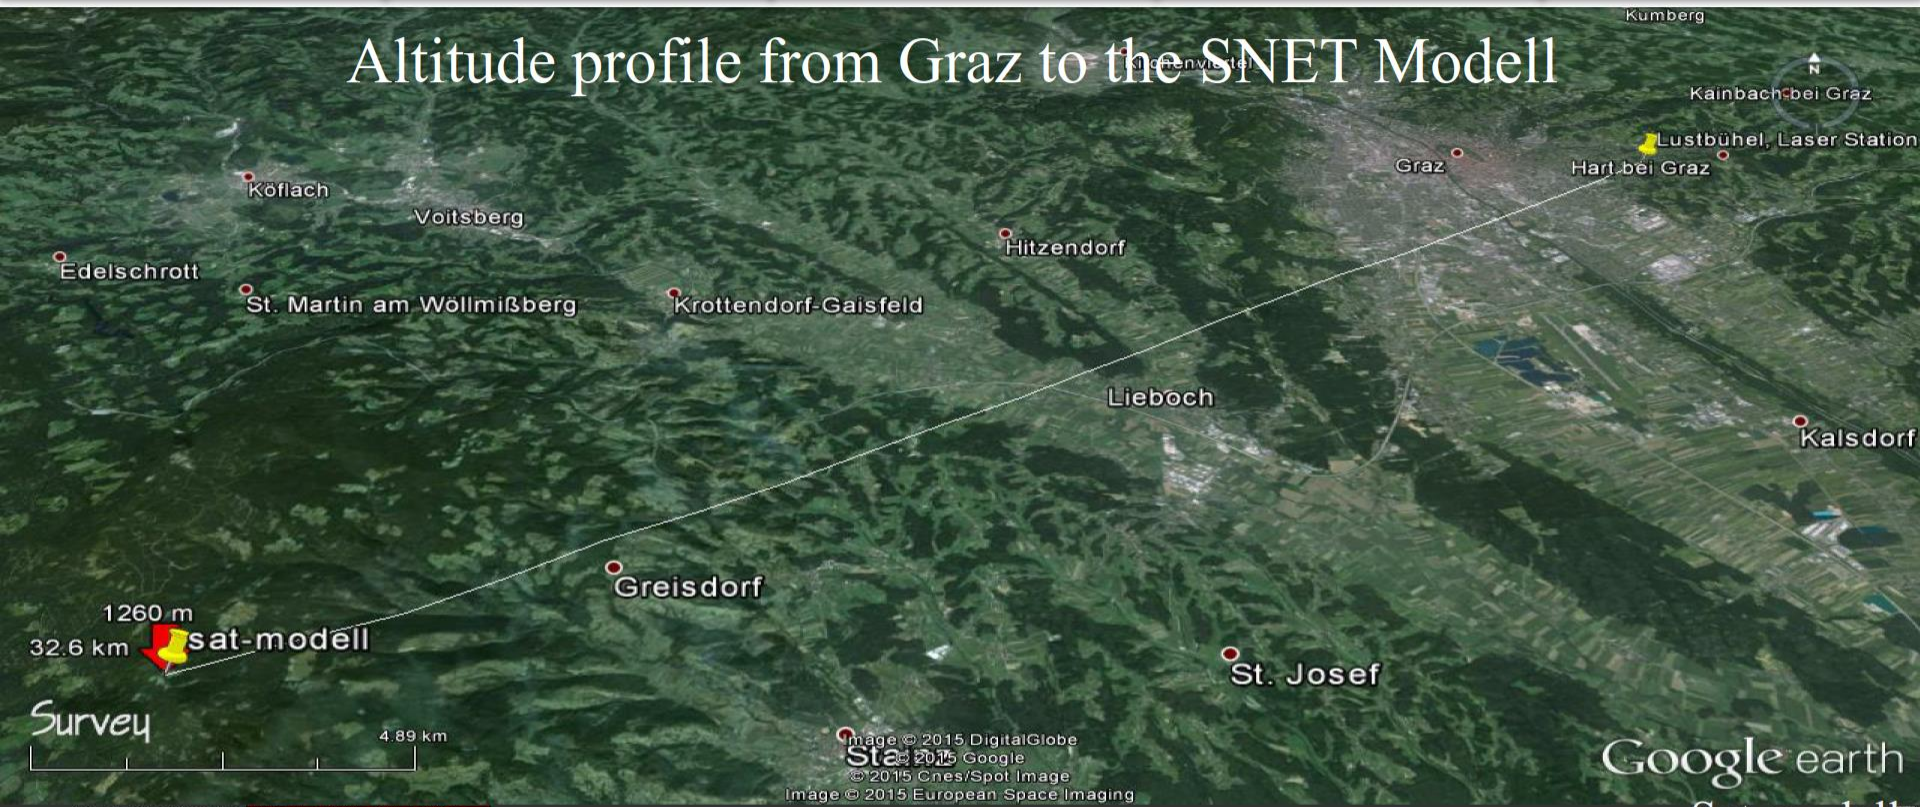 Kumberg
Altitude profile from Graz to the SNET Modell
Kirchenviertel
N
Kainbach bei Graz
Lustbühel, Laser Station
Graz
Hart bei Graz
Köflach
Voitsberg
Hitzendorf
Edelschrott
St. Martin am Wöllmißberg
Krottendorf-Gaisfeld
Lieboch
Kalsdorf
Greisdorf
1260 m
32.6 km
sat-modell
St. Josef
Survey
4.89 km
Stainz
Image © 2015 DigitalGlobe
© 2015 Google
© 2015 Cnes/Spot Image
Image © 2015 European Space Imaging
Google earth